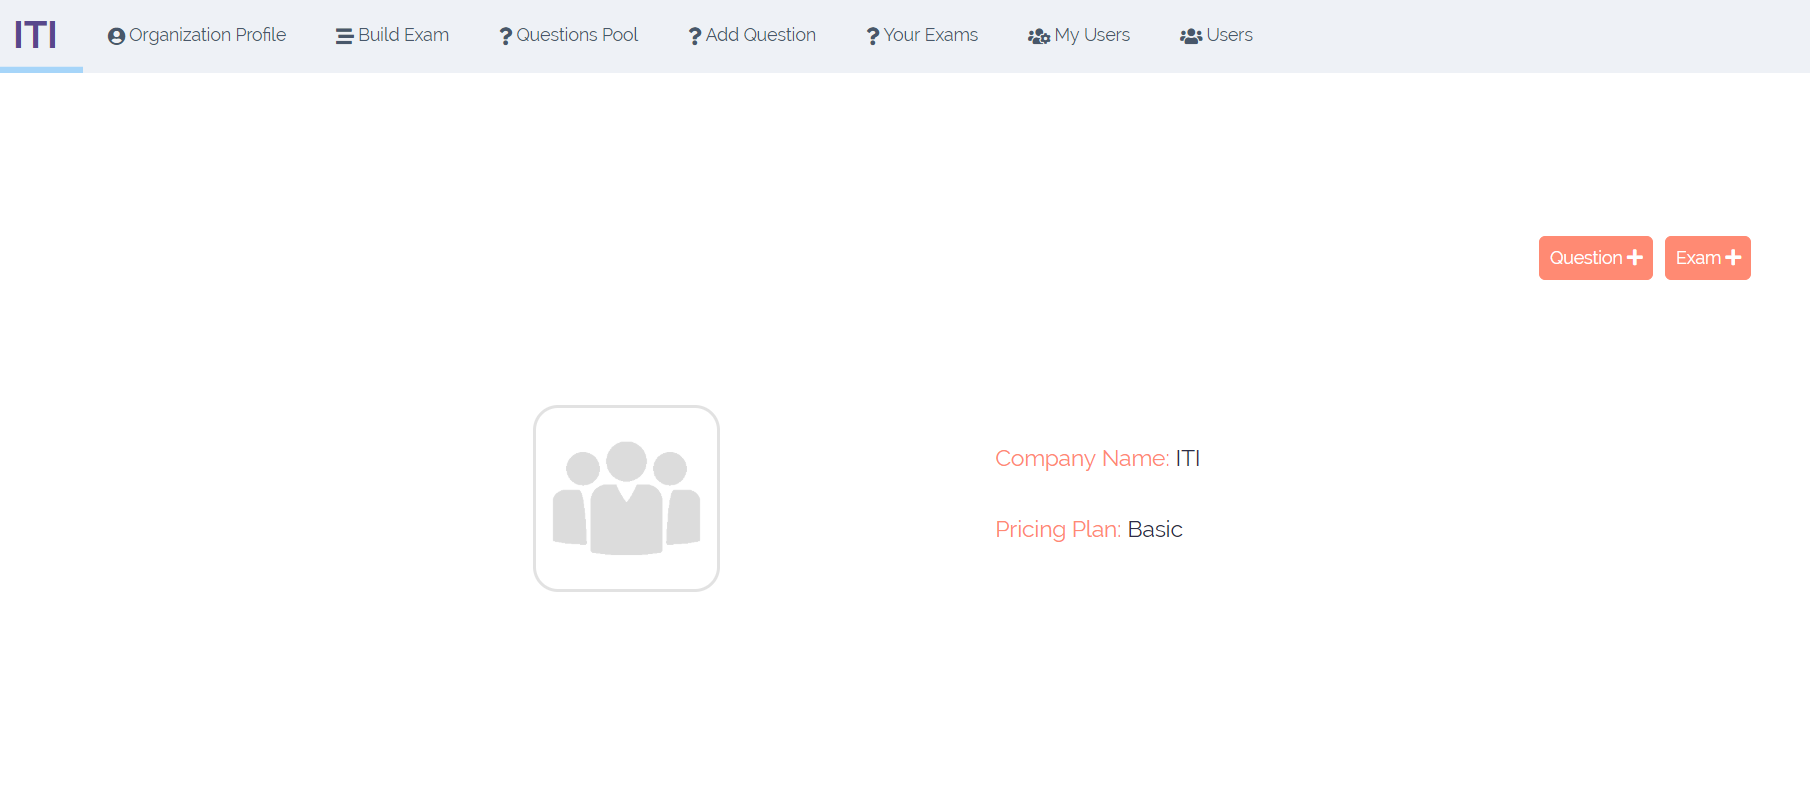 ITI Organization Profile Build Exam Questions Pool Add Question Your Exams My Users Users
Question Exam
Company Name: ITI
Pricing Plan: Basic